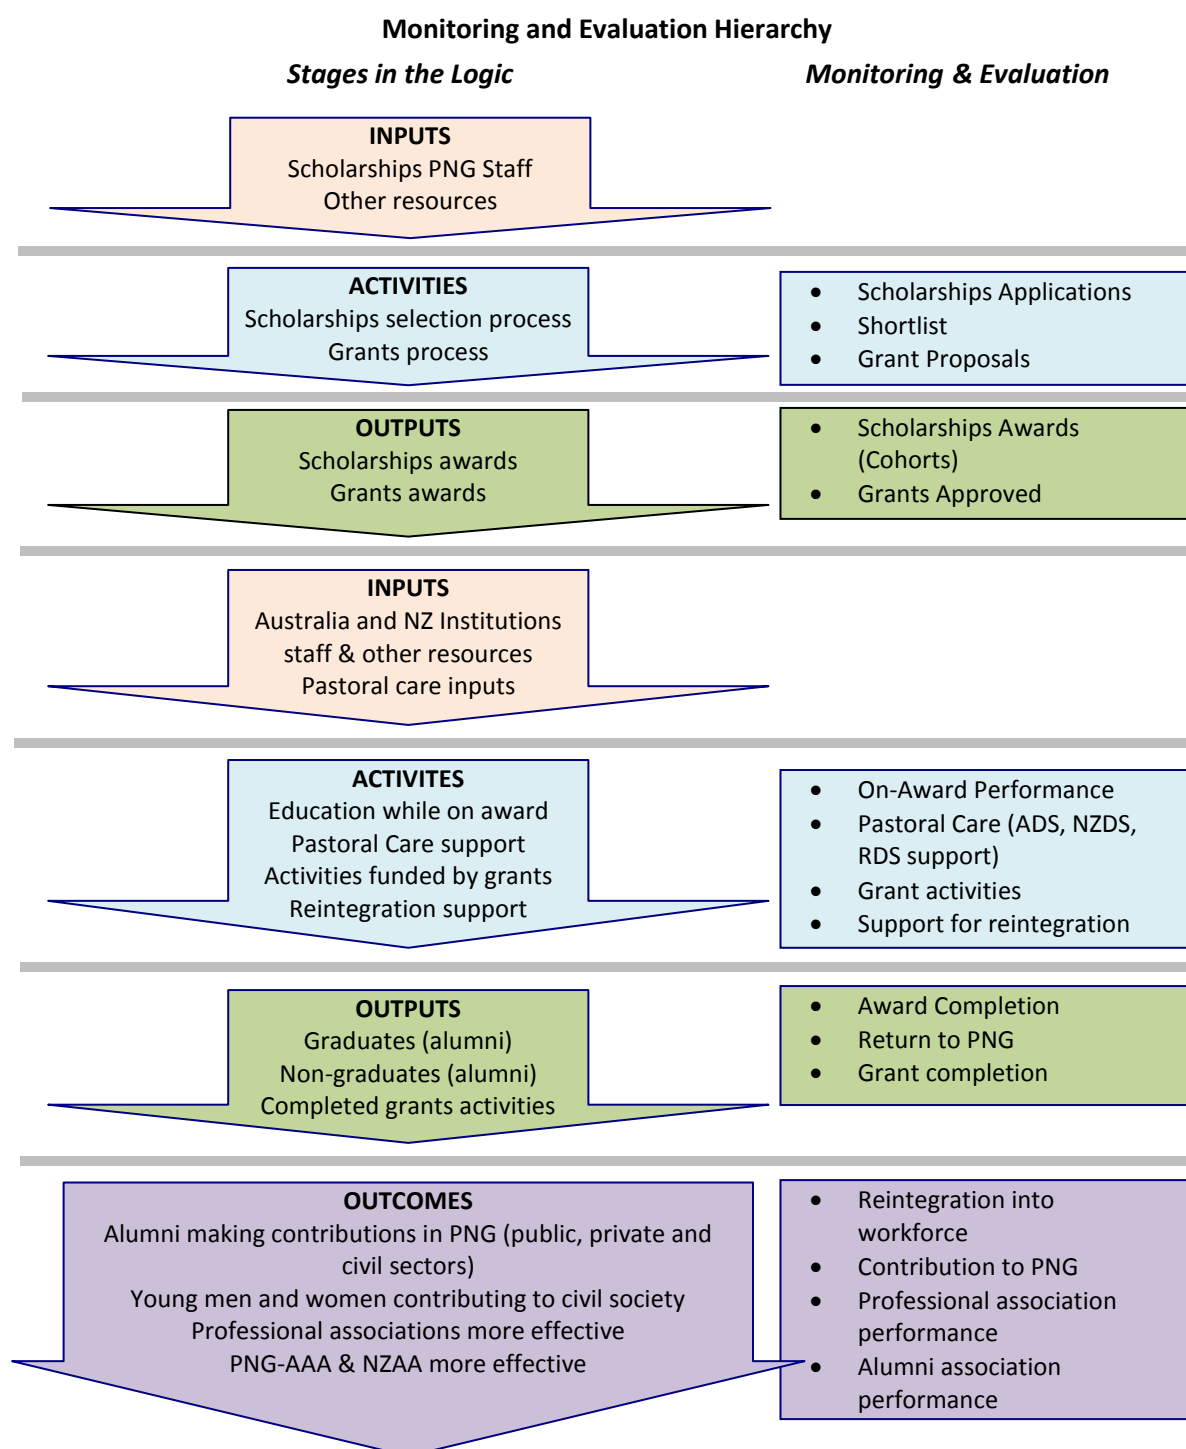 Monitoring and Evaluation Hierarchy
Stages in the Logic
Monitoring & Evaluation
INPUTS
Scholarships PNG Staff
Other resources
ACTIVITIES
Scholarships selection process
Grants process
• Scholarships Applications
• Shortlist
• Grant Proposals
OUTPUTS
Scholarships awards
Grants awards
• Scholarships Awards
(Cohorts)
• Grants Approved
INPUTS
Australia and NZ Institutions
staff & other resources
Pastoral care inputs
ACTIVITES
Education while on award
Pastoral Care support
Activities funded by grants
Reintegration support
• On-Award Performance
• Pastoral Care (ADS, NZDS,
RDS support)
• Grant activities
• Support for reintegration
OUTPUTS
Graduates (alumni)
Non-graduates (alumni)
Completed grants activities
• Award Completion
• Return to PNG
• Grant completion
OUTCOMES
Alumni making contributions in PNG (public, private and
civil sectors)
Young men and women contributing to civil society
Professional associations more effective
PNG-AAA & NZAA more effective
• Reintegration into
workforce
• Contribution to PNG
• Professional association
performance
• Alumni association
performance